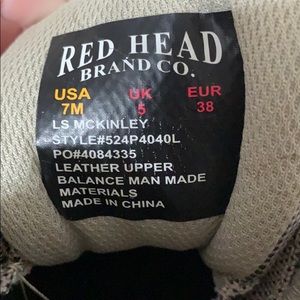 RED HEAD
BRAND CO.
USA UK EUR
7M 5 38
LS MCKINLEY
STYLE#524P4040L
PO#4084335
LEATHER UPPER
BALANCE MAN MADE
MATERIALS
MADE IN CHINA